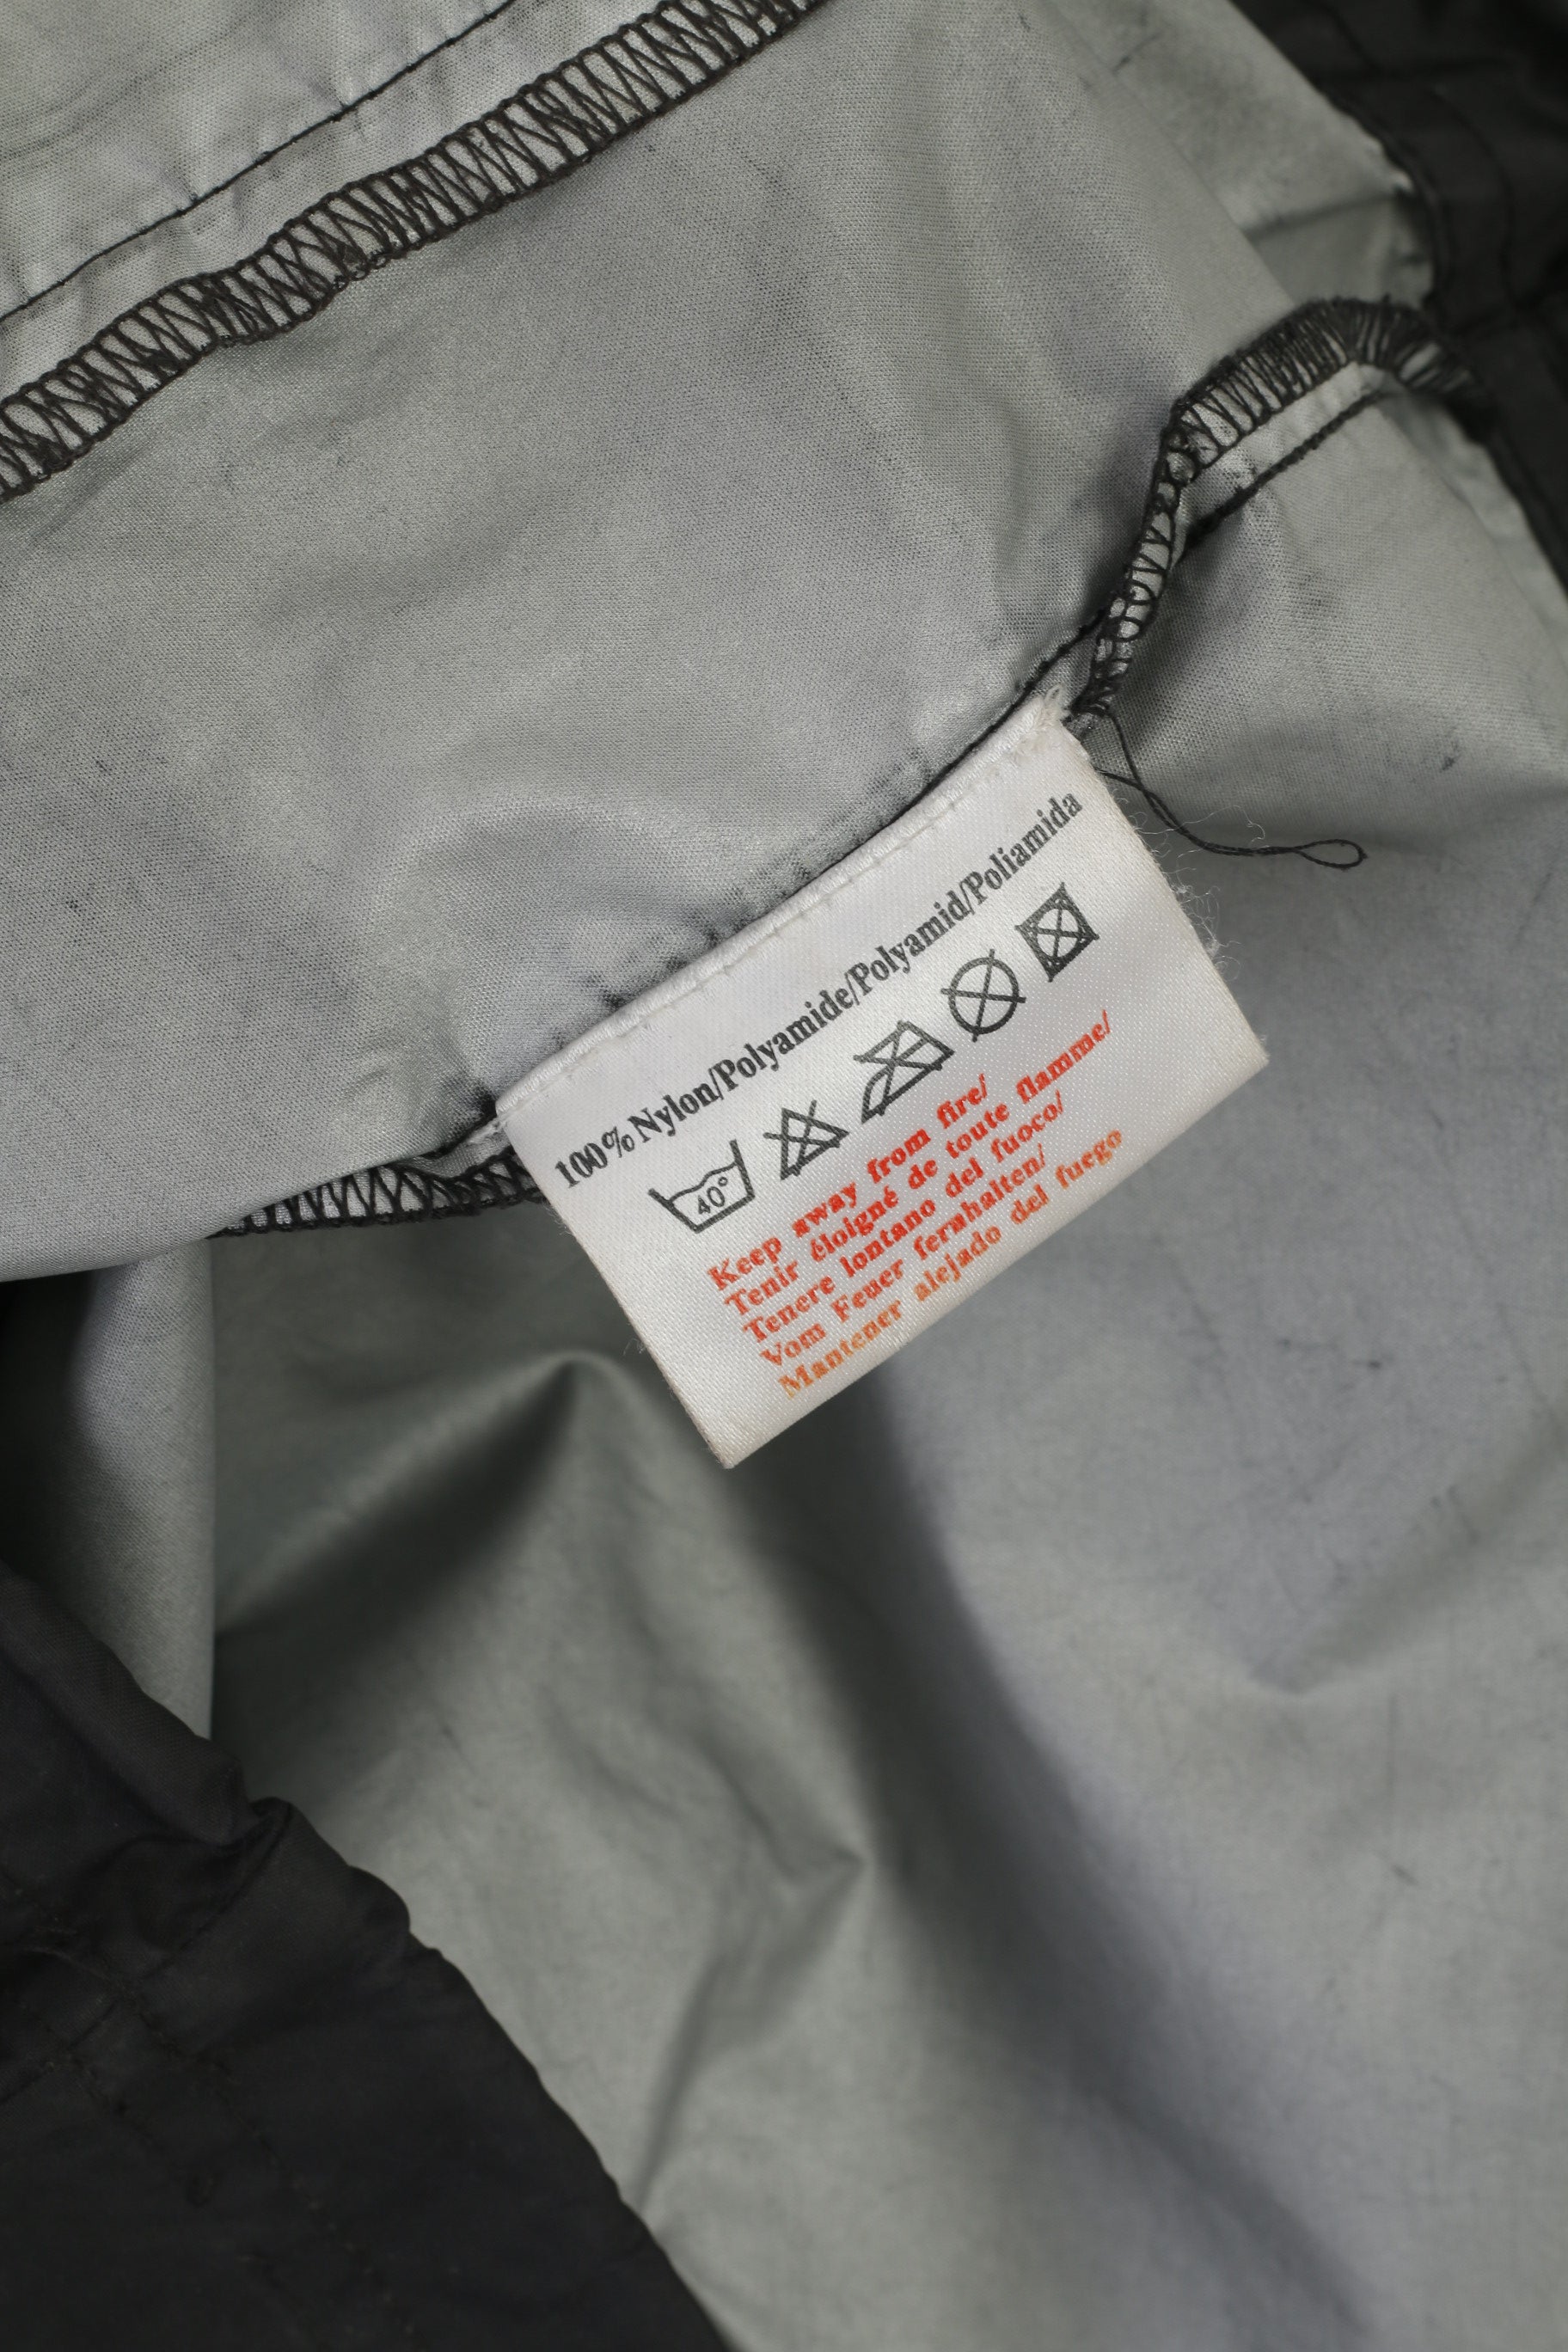 100% Nylon/Polyamide/Polyamid/Poliamida
40°
Keep away from fire/
Tenir éloigné de toute flamme/
Tenere lontano del fuoco/
Vom Feuer fernhalten/
Mantener alejado del fuego